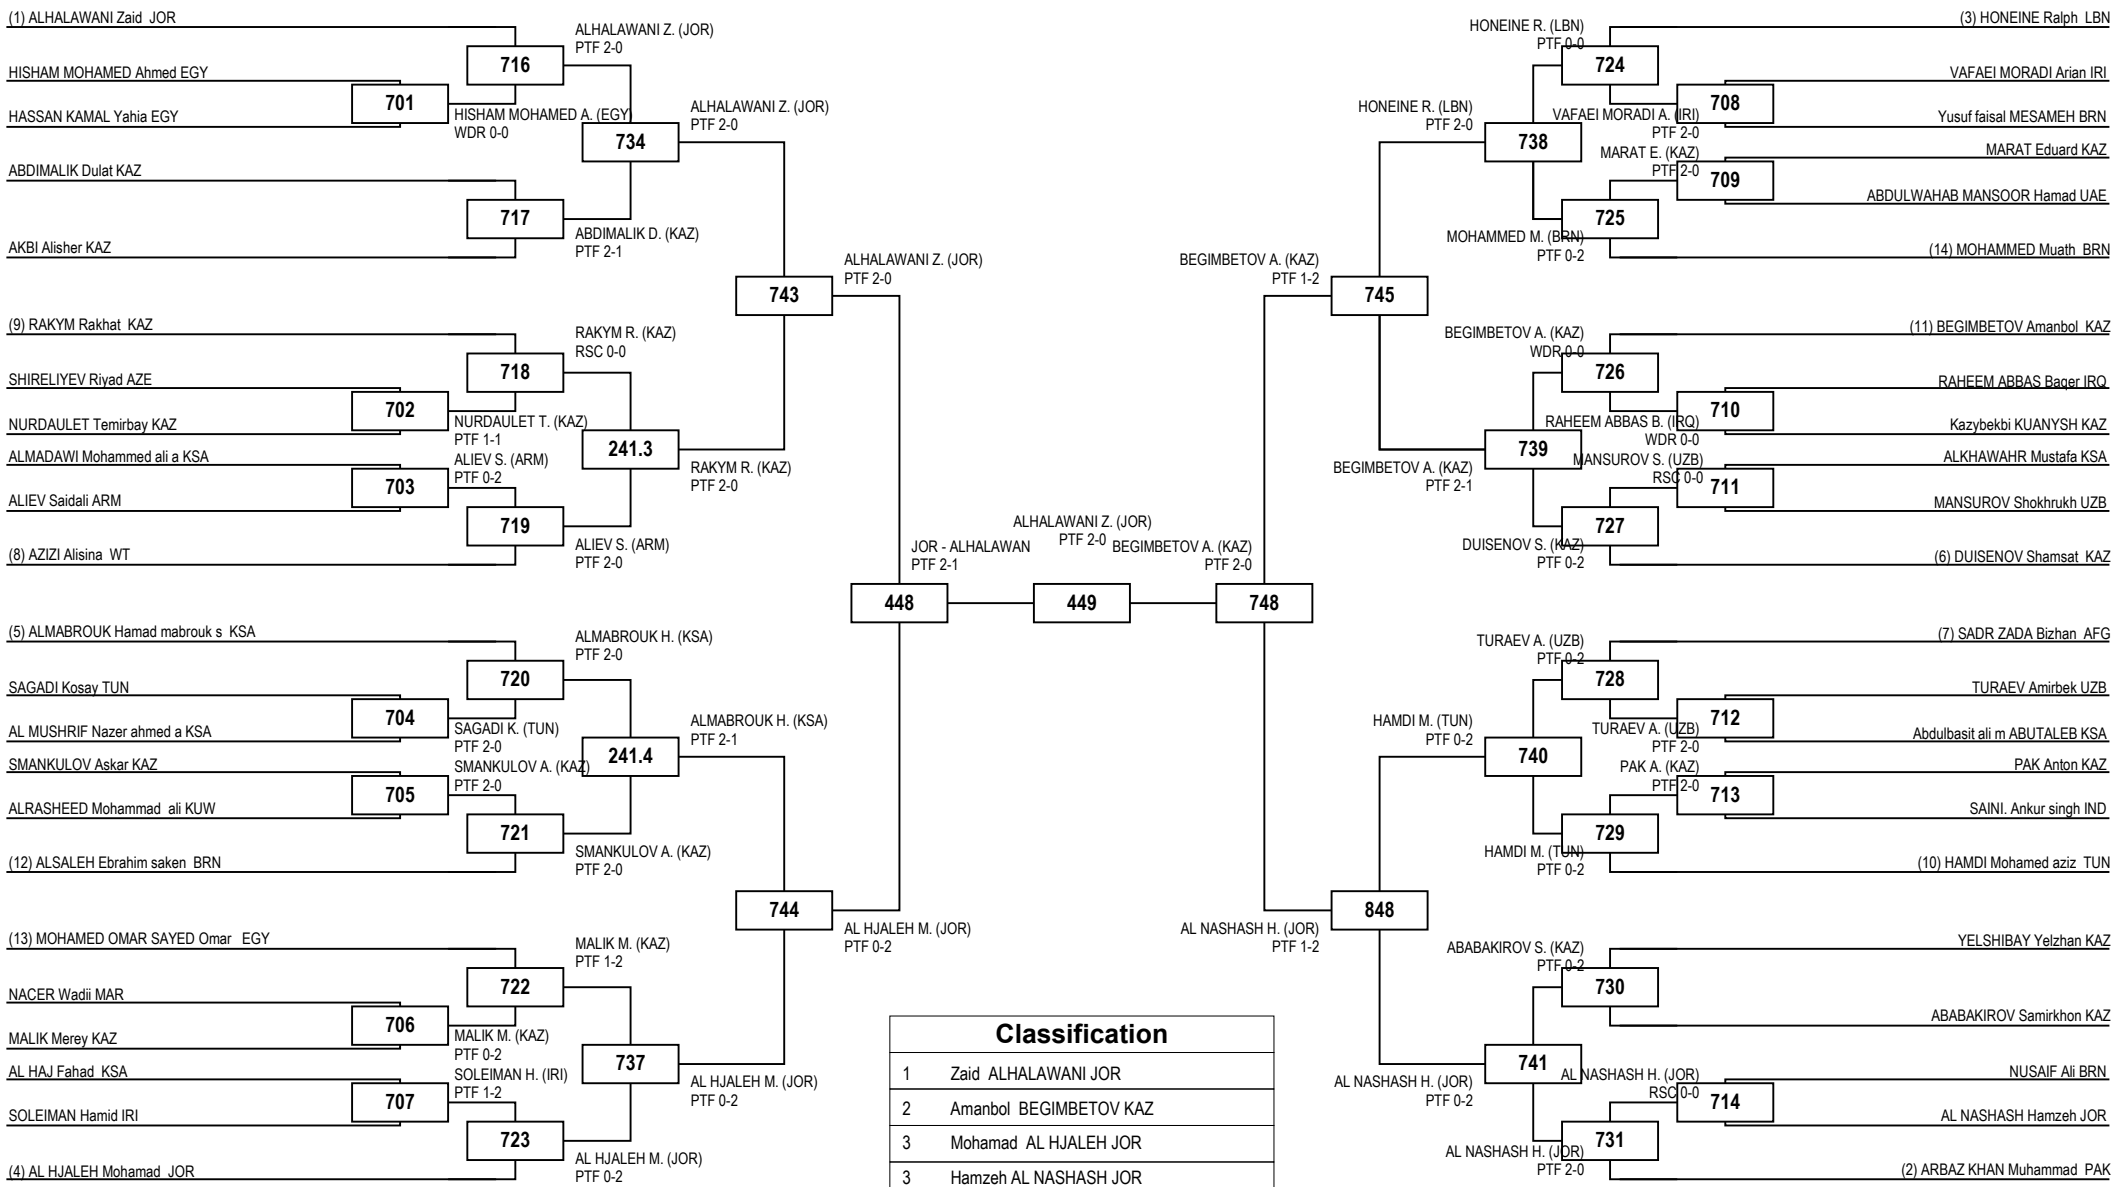 (1) ALHALAWANI Zaid JOR
HISHAM MOHAMED Ahmed EGY
HASSAN KAMAL Yahia EGY
ABDIMALIK Dulat KAZ
AKBI Alisher KAZ
(9) RAKYM Rakhat KAZ
SHIRELIYEV Riyad AZE
NURDAULET Temirbay KAZ
ALMADAWI Mohammed ali a KSA
ALIEV Saidali ARM
(8) AZIZI Alisina WT
(5) ALMABROUK Hamad mabrouk s KSA
SAGADI Kosay TUN
AL MUSHRIF Nazer ahmed a KSA
SMANKULOV Askar KAZ
ALRASHEED Mohammad ali KUW
(12) ALSALEH Ebrahim saken BRN
(13) MOHAMED OMAR SAYED Omar EGY
NACER Wadii MAR
MALIK Merey KAZ
AL HAJ Fahad KSA
SOLEIMAN Hamid IRI
(4) AL HJALEH Mohamad JOR
701
HISHAM MOHAMED A. (EGY)
WDR 0-0
702
NURDAULET T. (KAZ)
PTF 1-1
ALIEV S. (ARM)
PTF 0-2
703
704
SAGADI K. (TUN)
PTF 2-0
SMANKULOV A. (KAZ)
PTF 2-0
705
706
MALIK M. (KAZ)
PTF 0-2
SOLEIMAN H. (IRI)
PTF 1-2
707
ALHALAWANI Z. (JOR)
PTF 2-0
716
717
ABDIMALIK D. (KAZ)
PTF 2-1
RAKYM R. (KAZ)
RSC 0-0
718
719
ALIEV S. (ARM)
PTF 2-0
ALMABROUK H. (KSA)
PTF 2-0
720
721
SMANKULOV A. (KAZ)
PTF 2-0
MALIK M. (KAZ)
PTF 1-2
722
723
AL HJALEH M. (JOR)
PTF 0-2
ALHALAWANI Z. (JOR)
PTF 2-0
734
241.3
RAKYM R. (KAZ)
PTF 2-0
ALMABROUK H. (KSA)
PTF 2-1
241.4
737
AL HJALEH M. (JOR)
PTF 0-2
ALHALAWANI Z. (JOR)
PTF 2-0
743
744
AL HJALEH M. (JOR)
PTF 0-2
JOR - ALHALAWAN
PTF 2-1
448
ALHALAWANI Z. (JOR)
PTF 2-0
449
BEGIMBETOV A. (KAZ)
PTF 2-0
748
BEGIMBETOV A. (KAZ)
PTF 1-2
745
AL NASHASH H. (JOR)
PTF 1-2
848
HONEINE R. (LBN)
PTF 2-0
738
BEGIMBETOV A. (KAZ)
PTF 2-1
739
HAMDI M. (TUN)
PTF 0-2
740
AL NASHASH H. (JOR)
PTF 0-2
741
HONEINE R. (LBN)
PTF 0-0
724
MOHAMMED M. (BRN)
PTF 0-2
725
BEGIMBETOV A. (KAZ)
WDR 0-0
726
DUISENOV S. (KAZ)
PTF 0-2
727
TURAEV A. (UZB)
PTF 0-2
728
HAMDI M. (TUN)
PTF 0-2
729
ABABAKIROV S. (KAZ)
PTF 0-2
730
AL NASHASH H. (JOR)
PTF 2-0
731
VAFAEI MORADI A. (IRI)
PTF 2-0
708
MARAT E. (KAZ)
PTF 2-0
709
RAHEEM ABBAS B. (IRQ)
WDR 0-0
710
MANSUROV S. (UZB)
RSC 0-0
711
TURAEV A. (UZB)
PTF 2-0
712
PAK A. (KAZ)
PTF 2-0
713
AL NASHASH H. (JOR)
RSC 0-0
714
(3) HONEINE Ralph LBN
VAFAEI MORADI Arian IRI
Yusuf faisal MESAMEH BRN
MARAT Eduard KAZ
ABDULWAHAB MANSOOR Hamad UAE
(14) MOHAMMED Muath BRN
(11) BEGIMBETOV Amanbol KAZ
RAHEEM ABBAS Baqer IRQ
Kazybekbi KUANYSH KAZ
ALKHAWAHR Mustafa KSA
MANSUROV Shokhrukh UZB
(6) DUISENOV Shamsat KAZ
(7) SADR ZADA Bizhan AFG
TURAEV Amirbek UZB
Abdulbasit ali m ABUTALEB KSA
PAK Anton KAZ
SAINI. Ankur singh IND
(10) HAMDI Mohamed aziz TUN
YELSHIBAY Yelzhan KAZ
ABABAKIROV Samirkhon KAZ
NUSAIF Ali BRN
AL NASHASH Hamzeh JOR
(2) ARBAZ KHAN Muhammad PAK
Classification
1 Zaid ALHALAWANI JOR
2 Amanbol BEGIMBETOV KAZ
3 Mohamad AL HJALEH JOR
3 Hamzeh AL NASHASH JOR